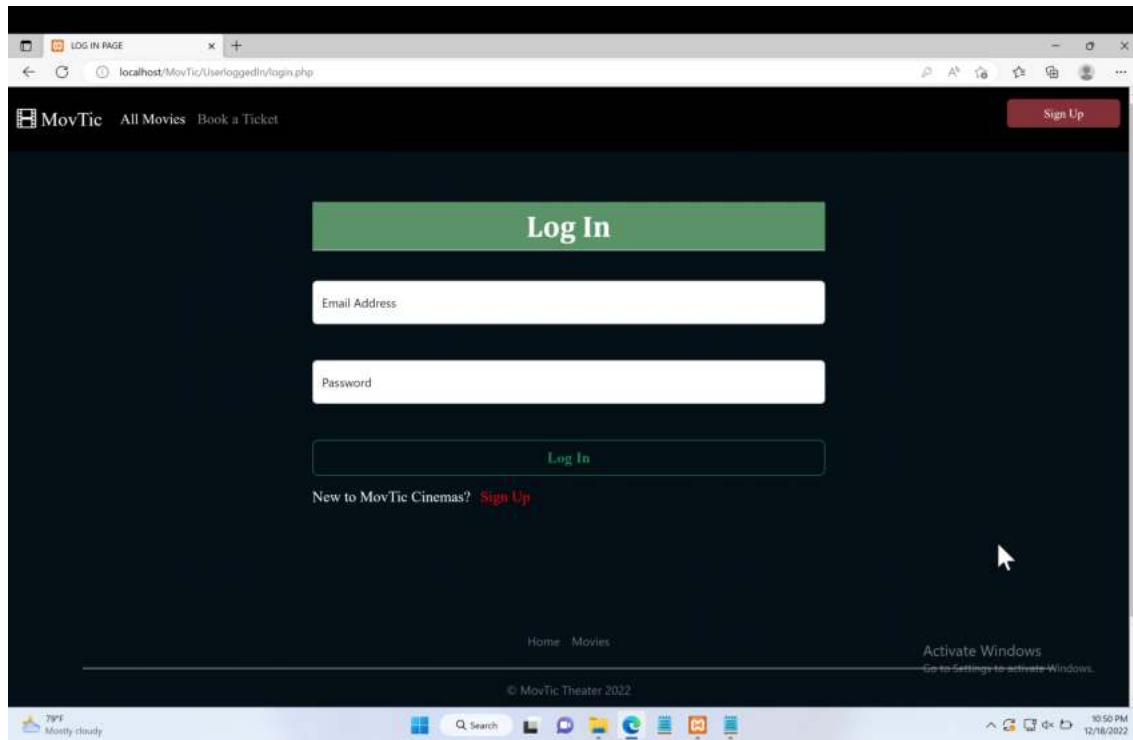 LOG IN PAGE
localhost/MovTic/UserloggedIn/login.php
MovTic All Movies Book a Ticket Sign Up
Log In
Email Address
Password
Log In
New to MovTic Cinemas? Sign Up
Home Movies
Activate Windows
Go to Settings to activate Windows.
© MovTic Theater 2022
79°F
Mostly cloudy
Search
10:50 PM
12/18/2022